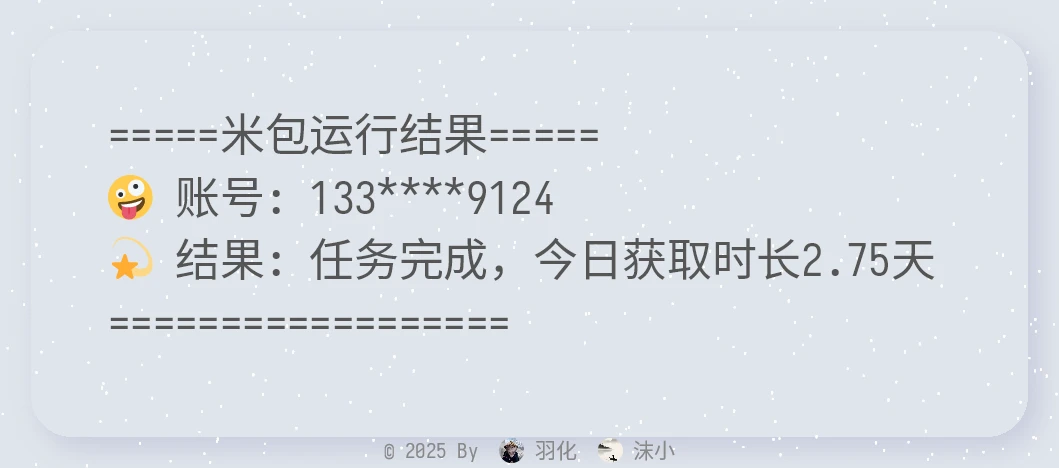 =====米包运行结果=====
🤪 账号：133****9124
💫 结果：任务完成，今日获取时长2.75天
==================
© 2025 By 羽化 沫小